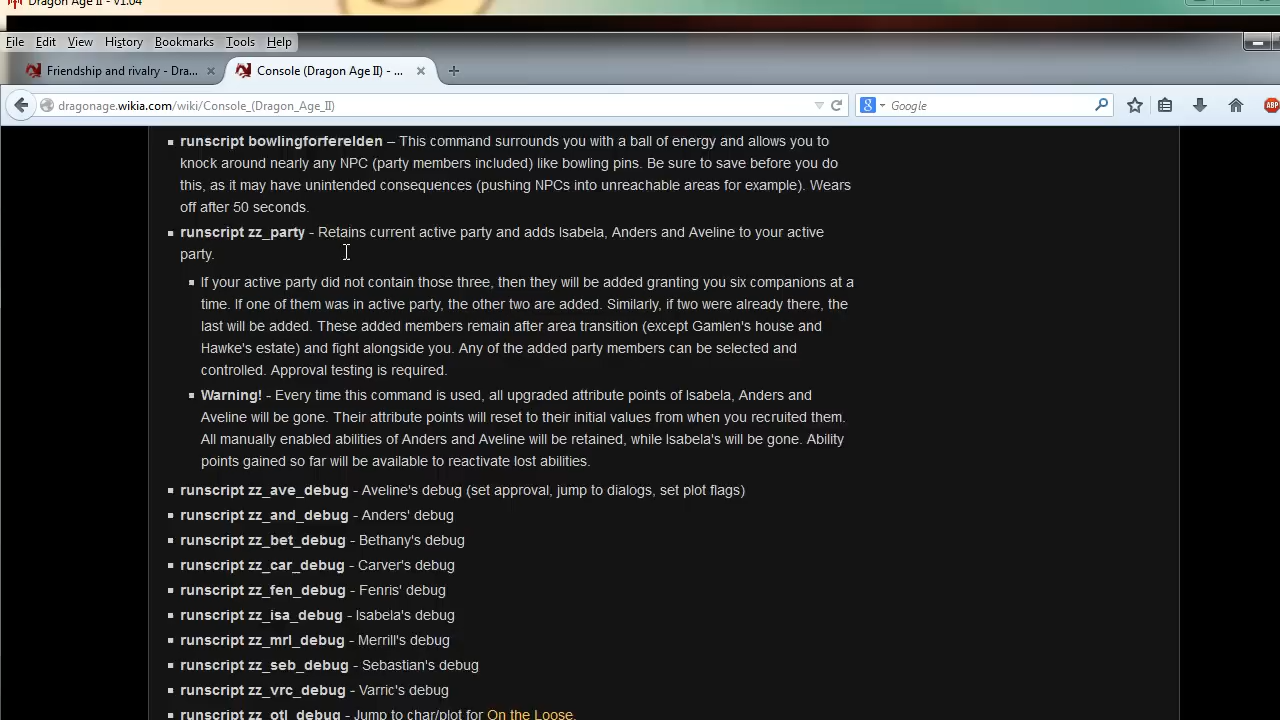 Dragon Age II - v1.04
File Edit View History Bookmarks Tools Help
Friendship and rivalry - Dra... × Console (Dragon Age II) - ... × +
dragonage.wikia.com/wiki/Console_(Dragon_Age_II) Google ABP
runscript bowlingforferelden – This command surrounds you with a ball of energy and allows you to
knock around nearly any NPC (party members included) like bowling pins. Be sure to save before you do
this, as it may have unintended consequences (pushing NPCs into unreachable areas for example). Wears
off after 50 seconds.
runscript zz_party - Retains current active party and adds Isabela, Anders and Aveline to your active
party.
If your active party did not contain those three, then they will be added granting you six companions at a
time. If one of them was in active party, the other two are added. Similarly, if two were already there, the
last will be added. These added members remain after area transition (except Gamlen's house and
Hawke's estate) and fight alongside you. Any of the added party members can be selected and
controlled. Approval testing is required.
Warning! - Every time this command is used, all upgraded attribute points of Isabela, Anders and
Aveline will be gone. Their attribute points will reset to their initial values from when you recruited them.
All manually enabled abilities of Anders and Aveline will be retained, while Isabela's will be gone. Ability
points gained so far will be available to reactivate lost abilities.
runscript zz_ave_debug - Aveline's debug (set approval, jump to dialogs, set plot flags)
runscript zz_and_debug - Anders' debug
runscript zz_bet_debug - Bethany's debug
runscript zz_car_debug - Carver's debug
runscript zz_fen_debug - Fenris' debug
runscript zz_isa_debug - Isabela's debug
runscript zz_mrl_debug - Merrill's debug
runscript zz_seb_debug - Sebastian's debug
runscript zz_vrc_debug - Varric's debug
runscript zz_otl_debug - Jump to char/plot for On the Loose.